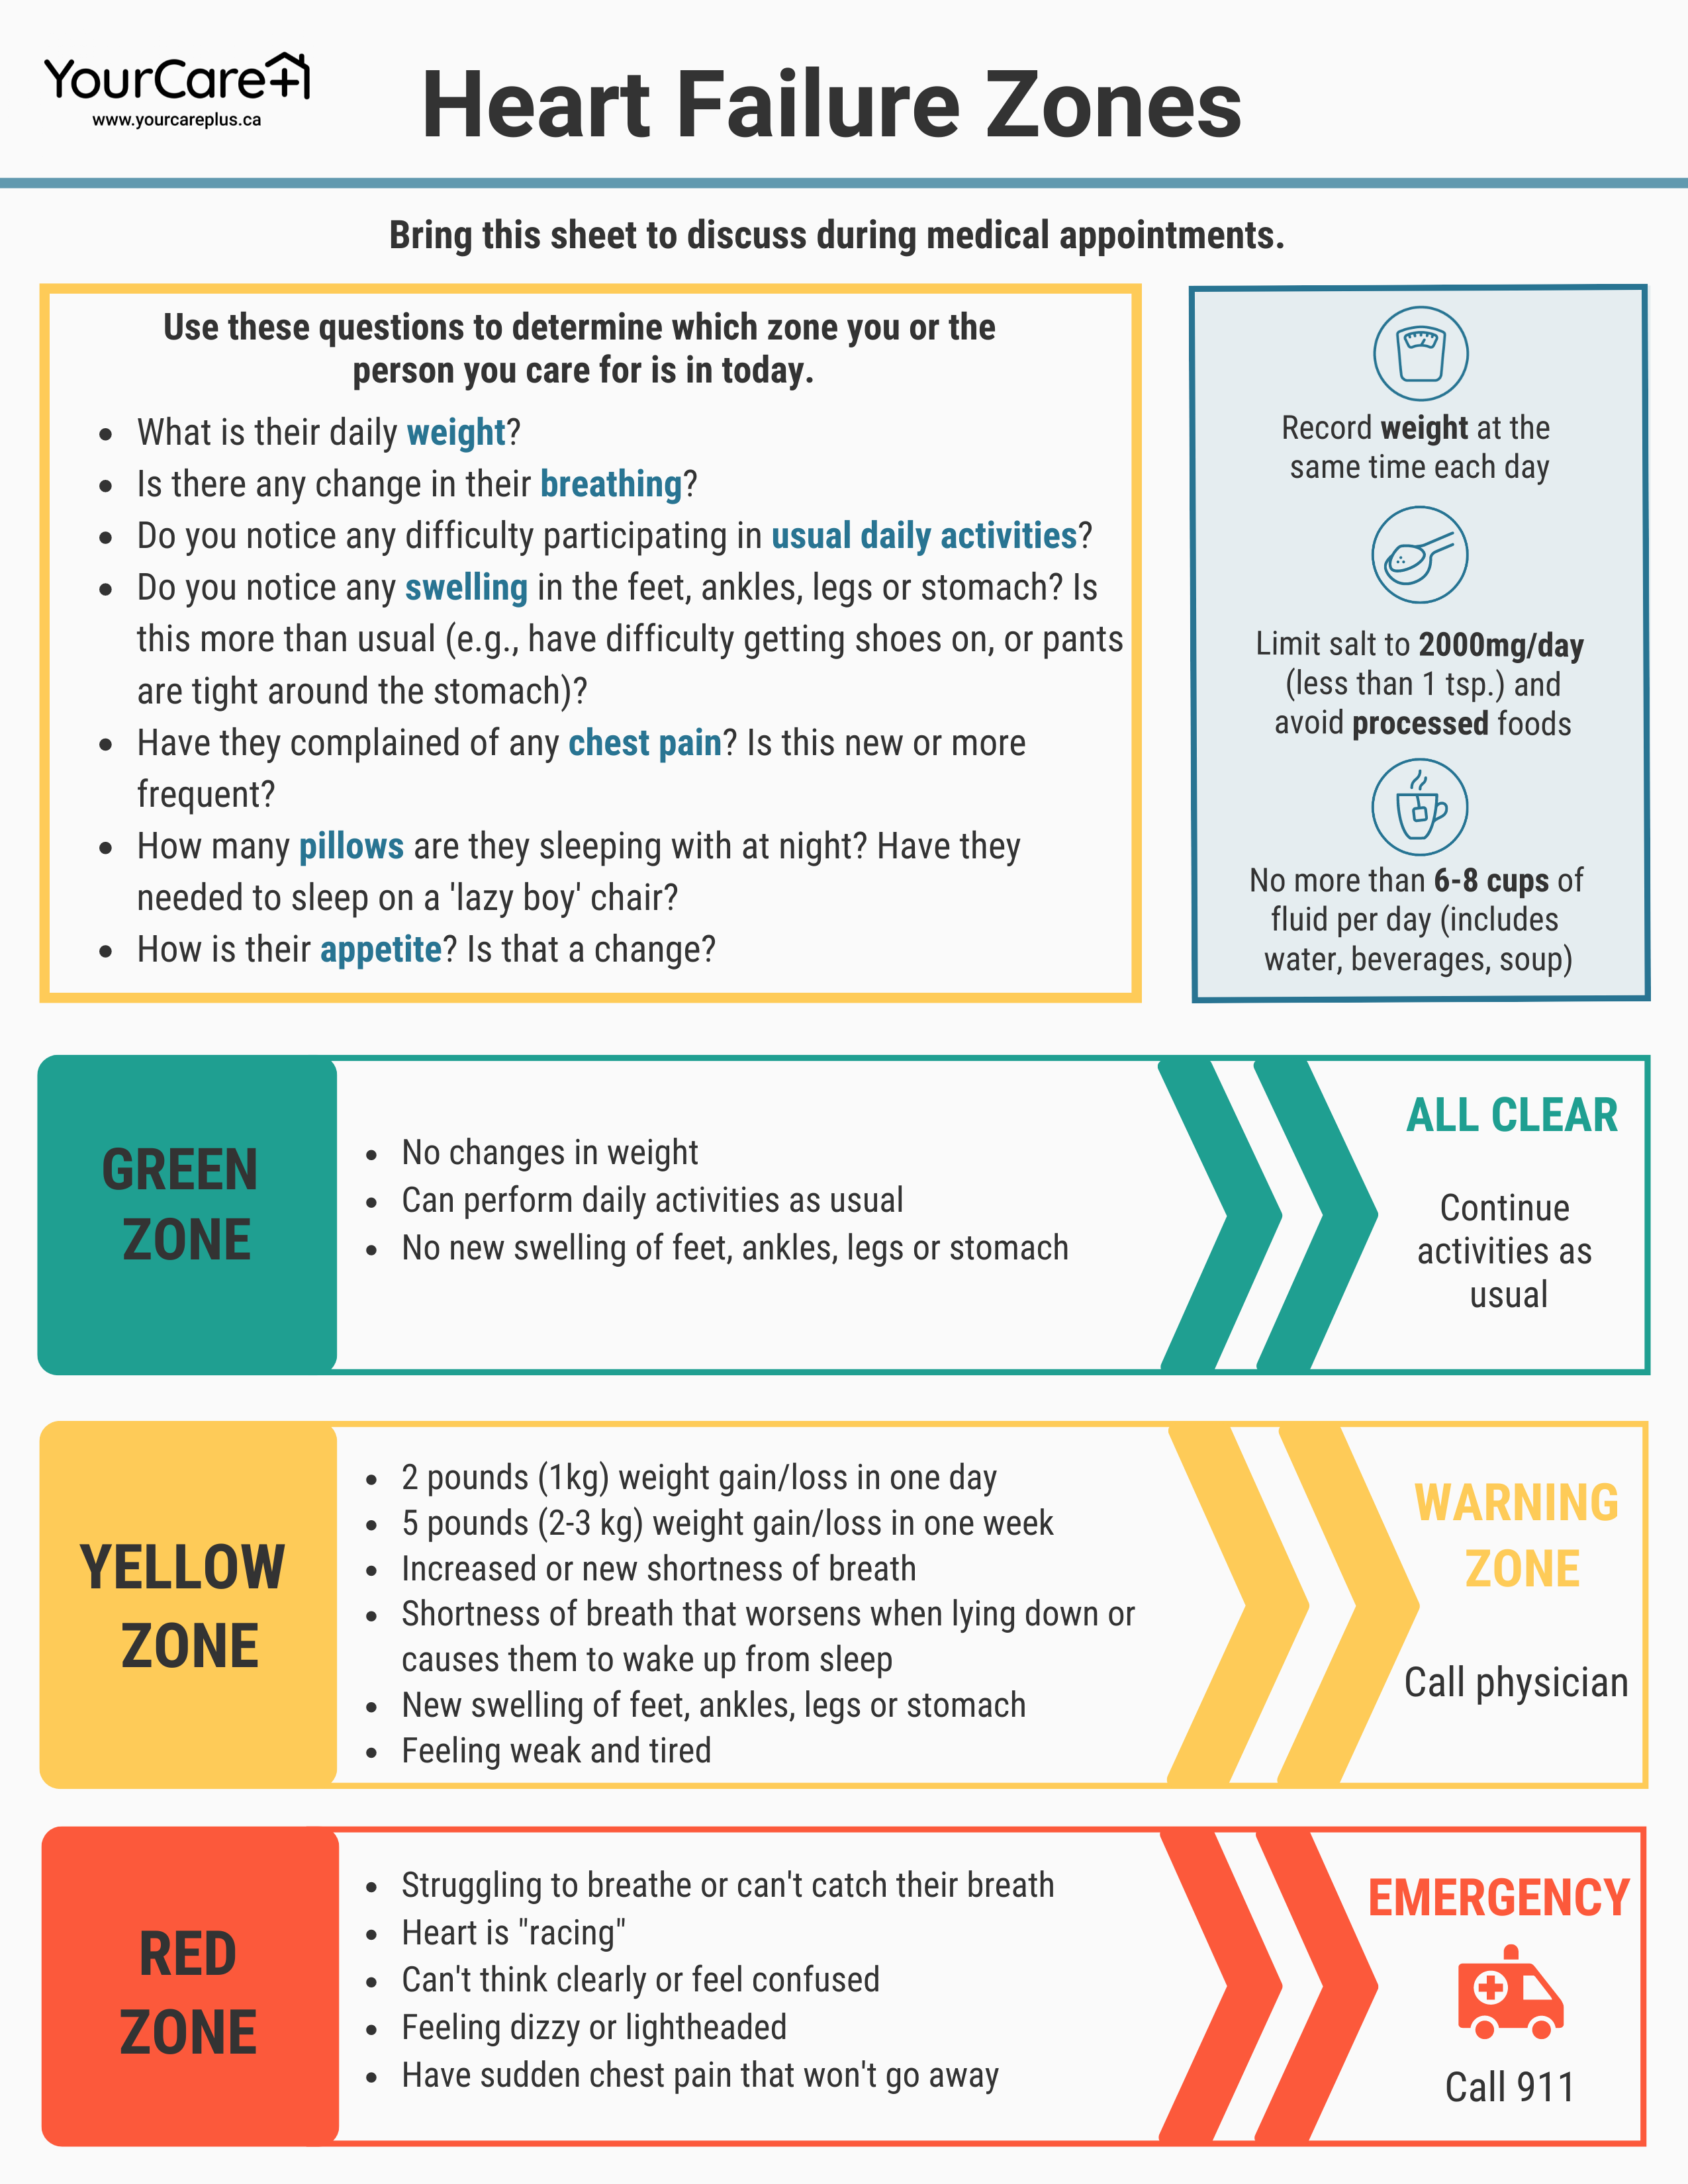 YourCare+
www.yourcareplus.ca
Heart Failure Zones
Bring this sheet to discuss during medical appointments.
Use these questions to determine which zone you or the
person you care for is in today.
• What is their daily weight?
• Is there any change in their breathing?
• Do you notice any difficulty participating in usual daily activities?
• Do you notice any swelling in the feet, ankles, legs or stomach? Is
this more than usual (e.g., have difficulty getting shoes on, or pants
are tight around the stomach)?
• Have they complained of any chest pain? Is this new or more
frequent?
• How many pillows are they sleeping with at night? Have they
needed to sleep on a 'lazy boy' chair?
• How is their appetite? Is that a change?
Record weight at the
same time each day
Limit salt to 2000mg/day
(less than 1 tsp.) and
avoid processed foods
No more than 6-8 cups of
fluid per day (includes
water, beverages, soup)
GREEN
ZONE
• No changes in weight
• Can perform daily activities as usual
• No new swelling of feet, ankles, legs or stomach
ALL CLEAR
Continue
activities as
usual
YELLOW
ZONE
• 2 pounds (1kg) weight gain/loss in one day
• 5 pounds (2-3 kg) weight gain/loss in one week
• Increased or new shortness of breath
• Shortness of breath that worsens when lying down or
causes them to wake up from sleep
• New swelling of feet, ankles, legs or stomach
• Feeling weak and tired
WARNING
ZONE
Call physician
RED
ZONE
• Struggling to breathe or can't catch their breath
• Heart is "racing"
• Can't think clearly or feel confused
• Feeling dizzy or lightheaded
• Have sudden chest pain that won't go away
EMERGENCY
Call 911